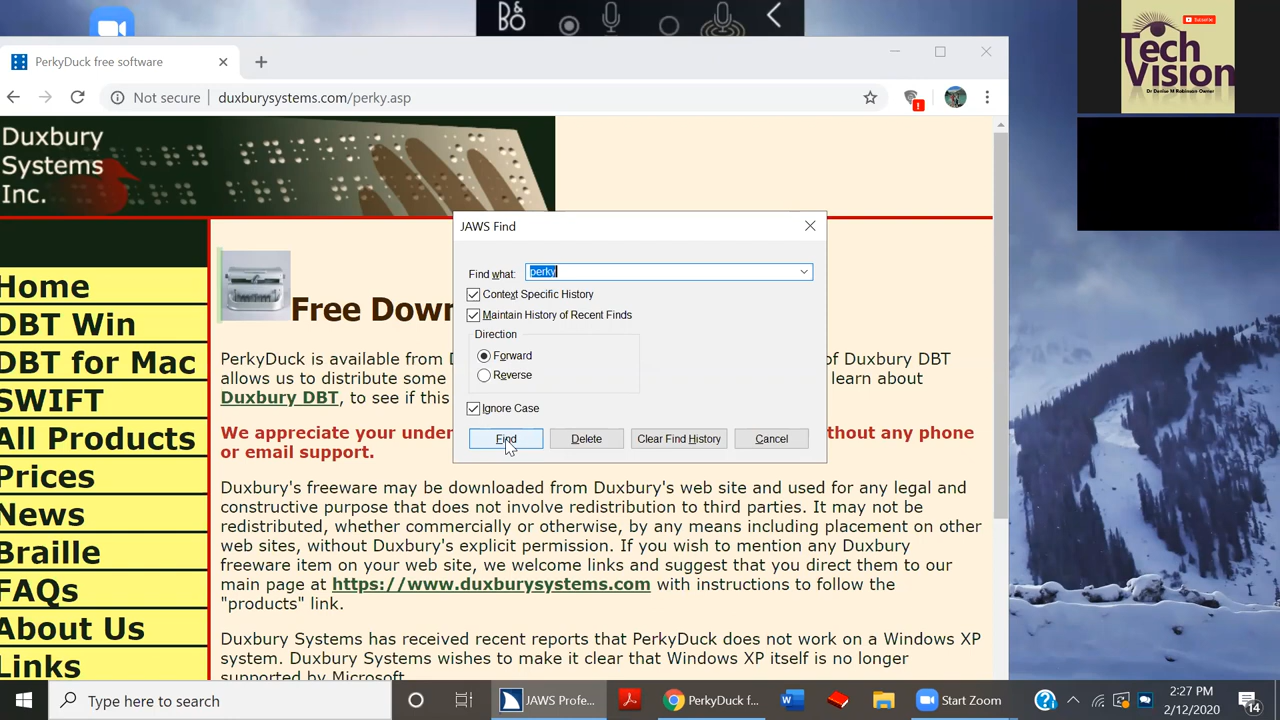 B&O
Subscribe
Tech
Vision
Dr Denise M Robinson Owner
PerkyDuck free software
Not secure
duxburysystems.com/perky.asp
Duxbury
Systems
Inc.
Home
DBT Win
DBT for Mac
SWIFT
All Products
Prices
News
Braille
FAQs
About Us
Links
Free Dow
PerkyDuck is available from of Duxbury DBT
allows us to distribute some learn about
Duxbury DBT, to see if this
We appreciate your under thout any phone
or email support.
Duxbury's freeware may be downloaded from Duxbury's web site and used for any legal and
constructive purpose that does not involve redistribution to third parties. It may not be
redistributed, whether commercially or otherwise, by any means including placement on other
web sites, without Duxbury's explicit permission. If you wish to mention any Duxbury
freeware item on your web site, we welcome links and suggest that you direct them to our
main page at https://www.duxburysystems.com with instructions to follow the
"products" link.
Duxbury Systems has received recent reports that PerkyDuck does not work on a Windows XP
system. Duxbury Systems wishes to make it clear that Windows XP itself is no longer
supported by Microsoft.
JAWS Find
Find what: perky
Context Specific History
Maintain History of Recent Finds
Direction
Forward
Reverse
Ignore Case
Find
Delete
Clear Find History
Cancel
Type here to search
JAWS Profe...
PerkyDuck f...
Start Zoom
2:27 PM
2/12/2020
14